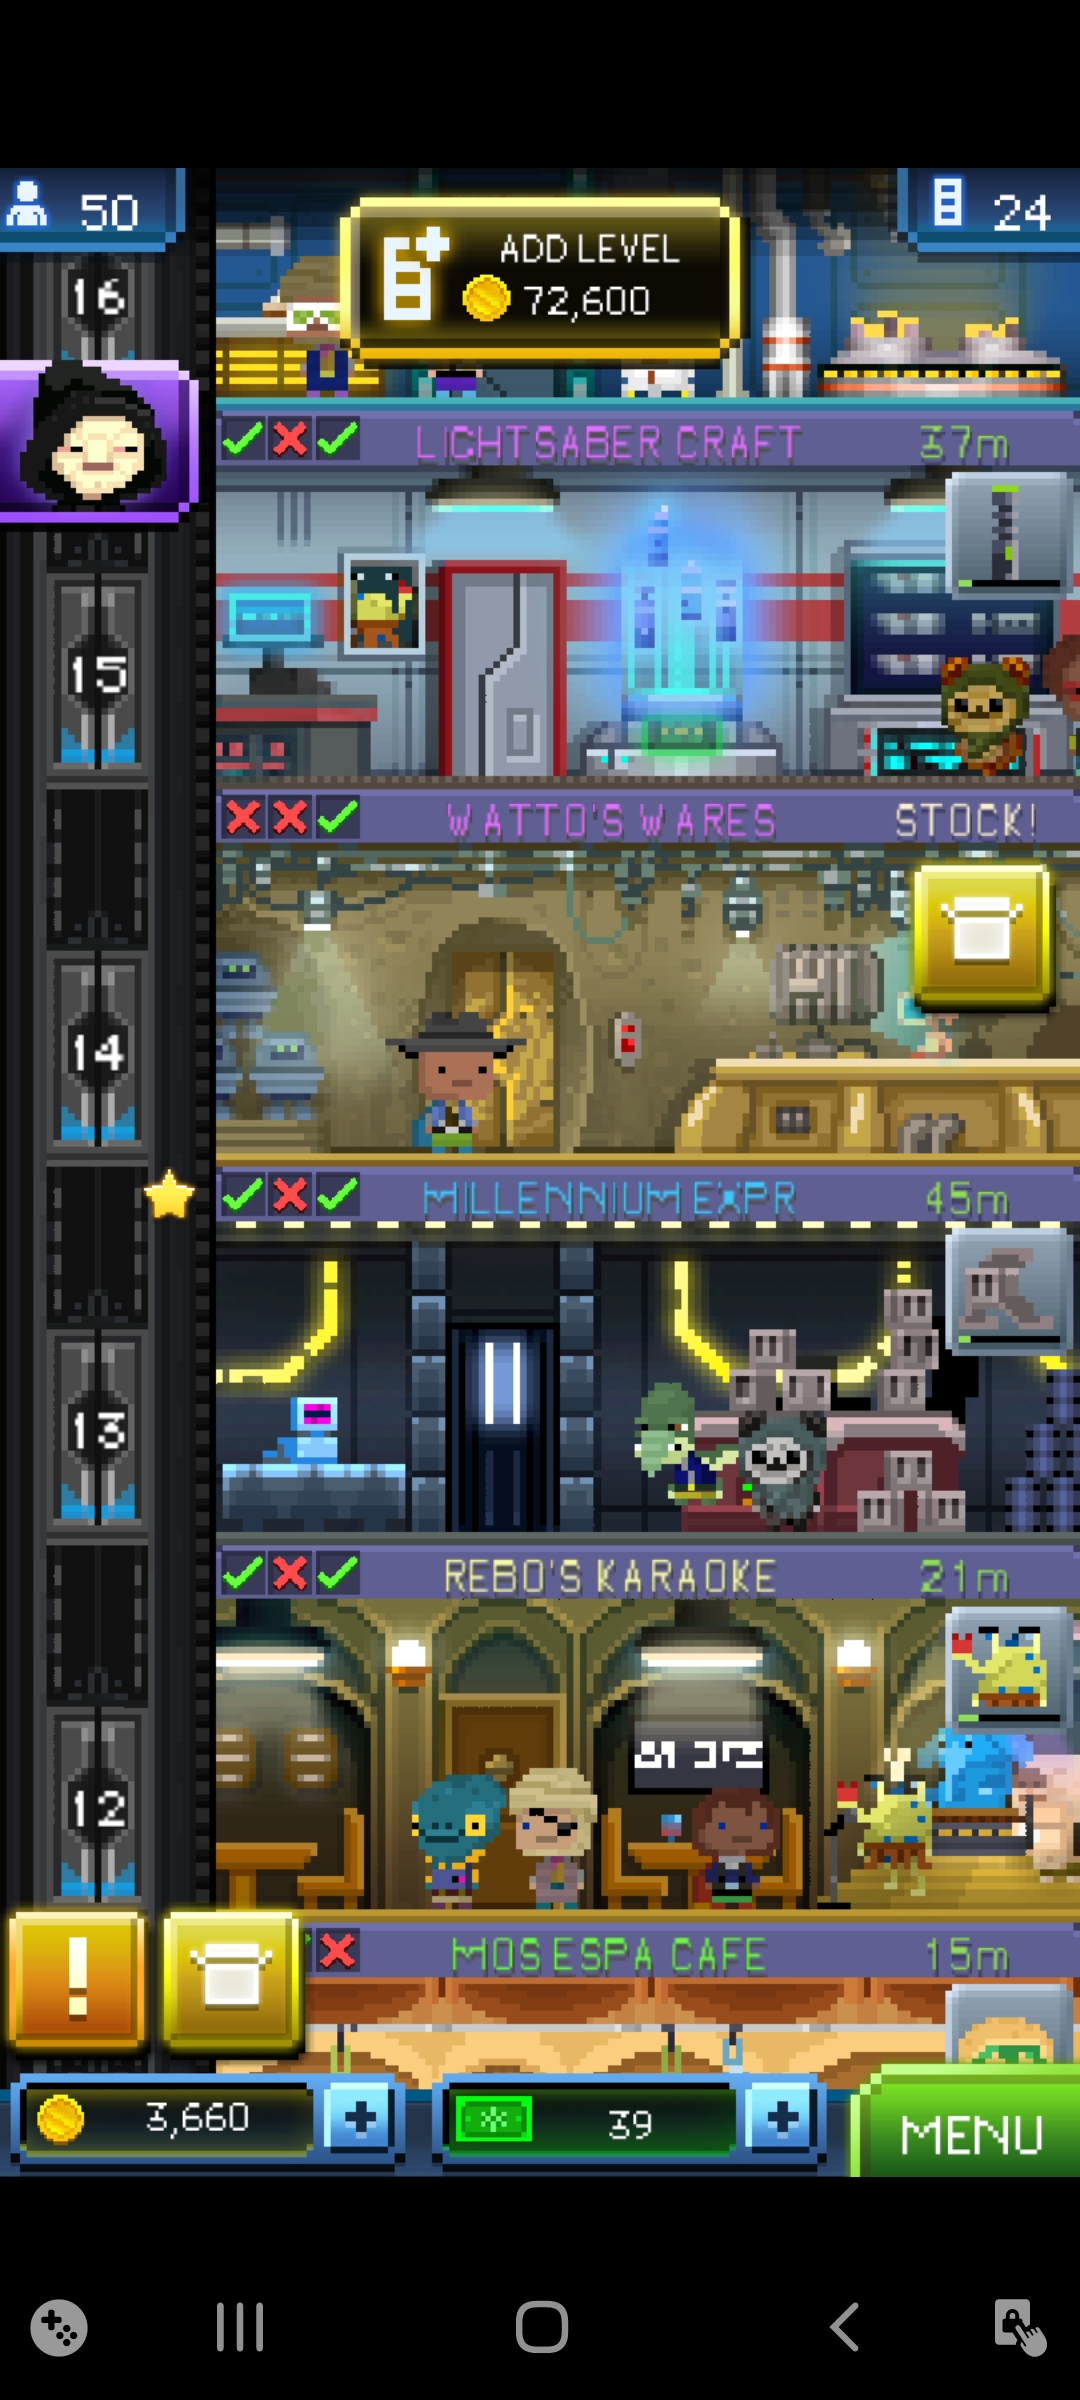 50
24
ADD LEVEL
72,600
16
LIGHTSABER CRAFT
37m
15
WATTO'S WARES
STOCK!
14
MILLENNIUM EXPR
45m
13
REBO'S KARAOKE
21m
12
!
MOS ESPA CAFE
15m
3,660
+
39
+
MENU